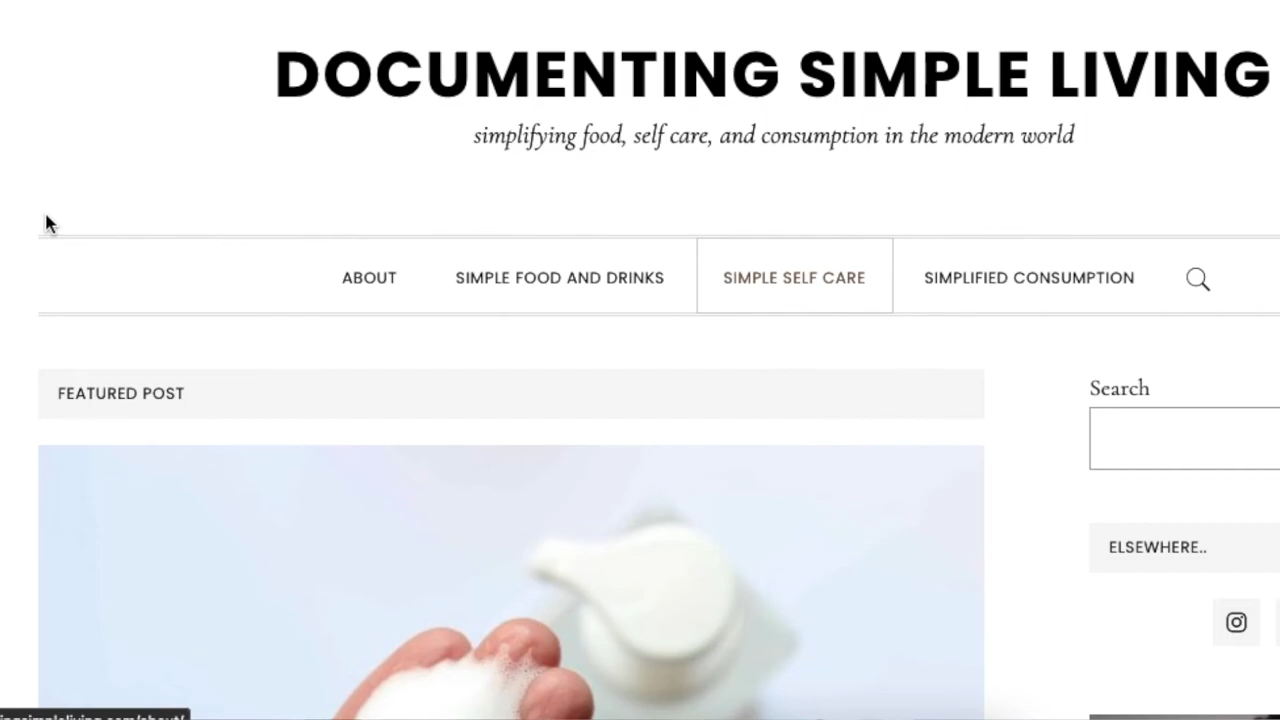 DOCUMENTING SIMPLE LIVING
simplifying food, self care, and consumption in the modern world
ABOUT SIMPLE FOOD AND DRINKS SIMPLE SELF CARE SIMPLIFIED CONSUMPTION
FEATURED POST
Search
ELSEWHERE..